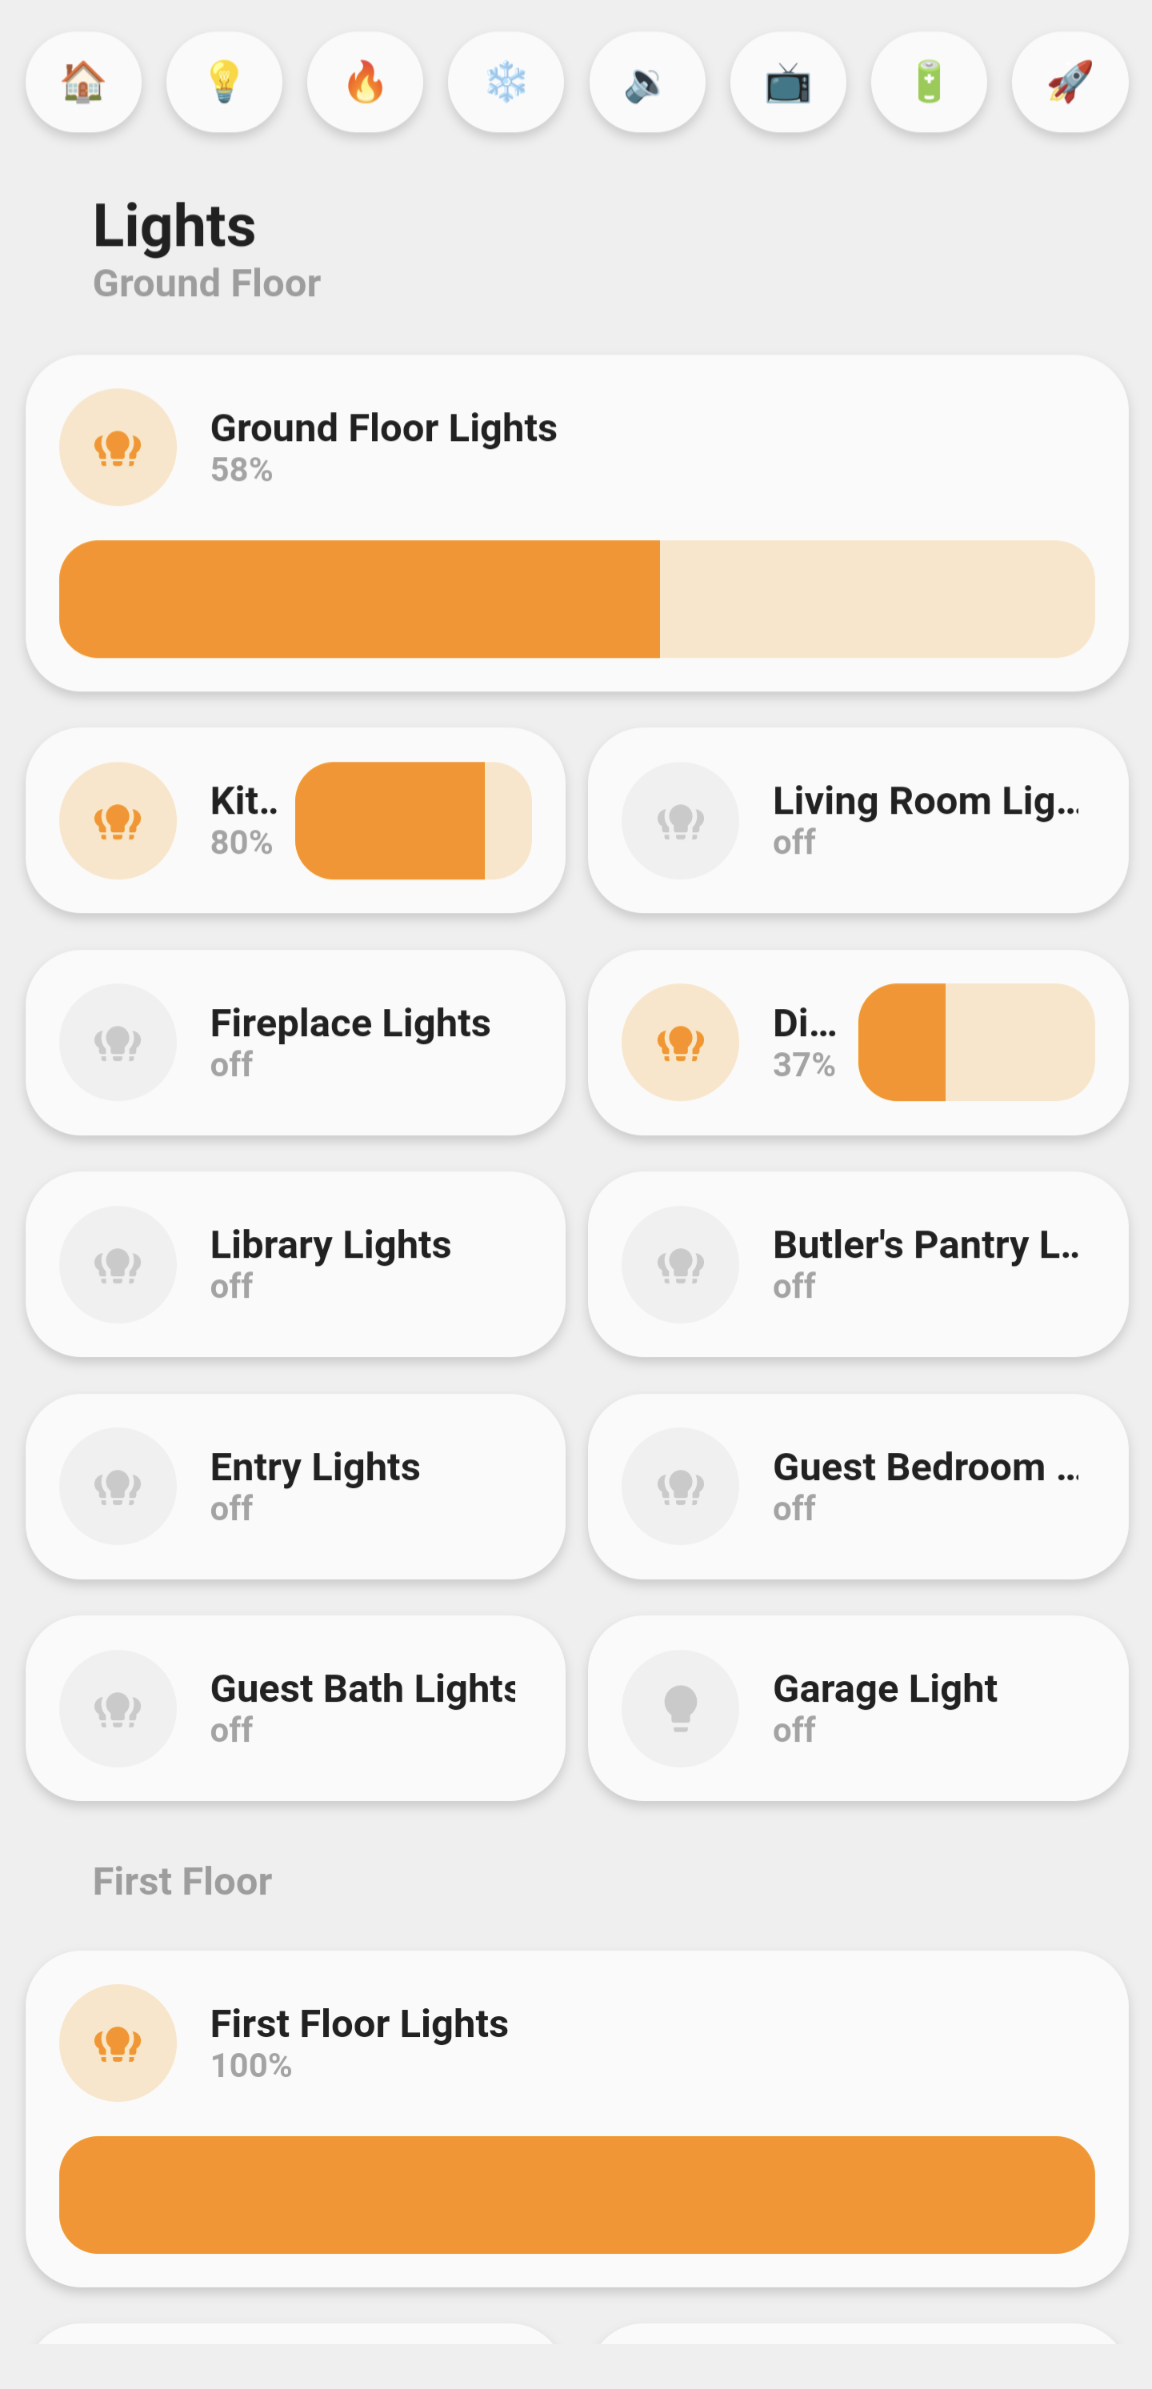 Lights
Ground Floor
Ground Floor Lights
58%
Kit..
80%
Living Room Lig...
off
Fireplace Lights
off
Di...
37%
Library Lights
off
Butler's Pantry L..
off
Entry Lights
off
Guest Bedroom ...
off
Guest Bath Lights
off
Garage Light
off
First Floor
First Floor Lights
100%